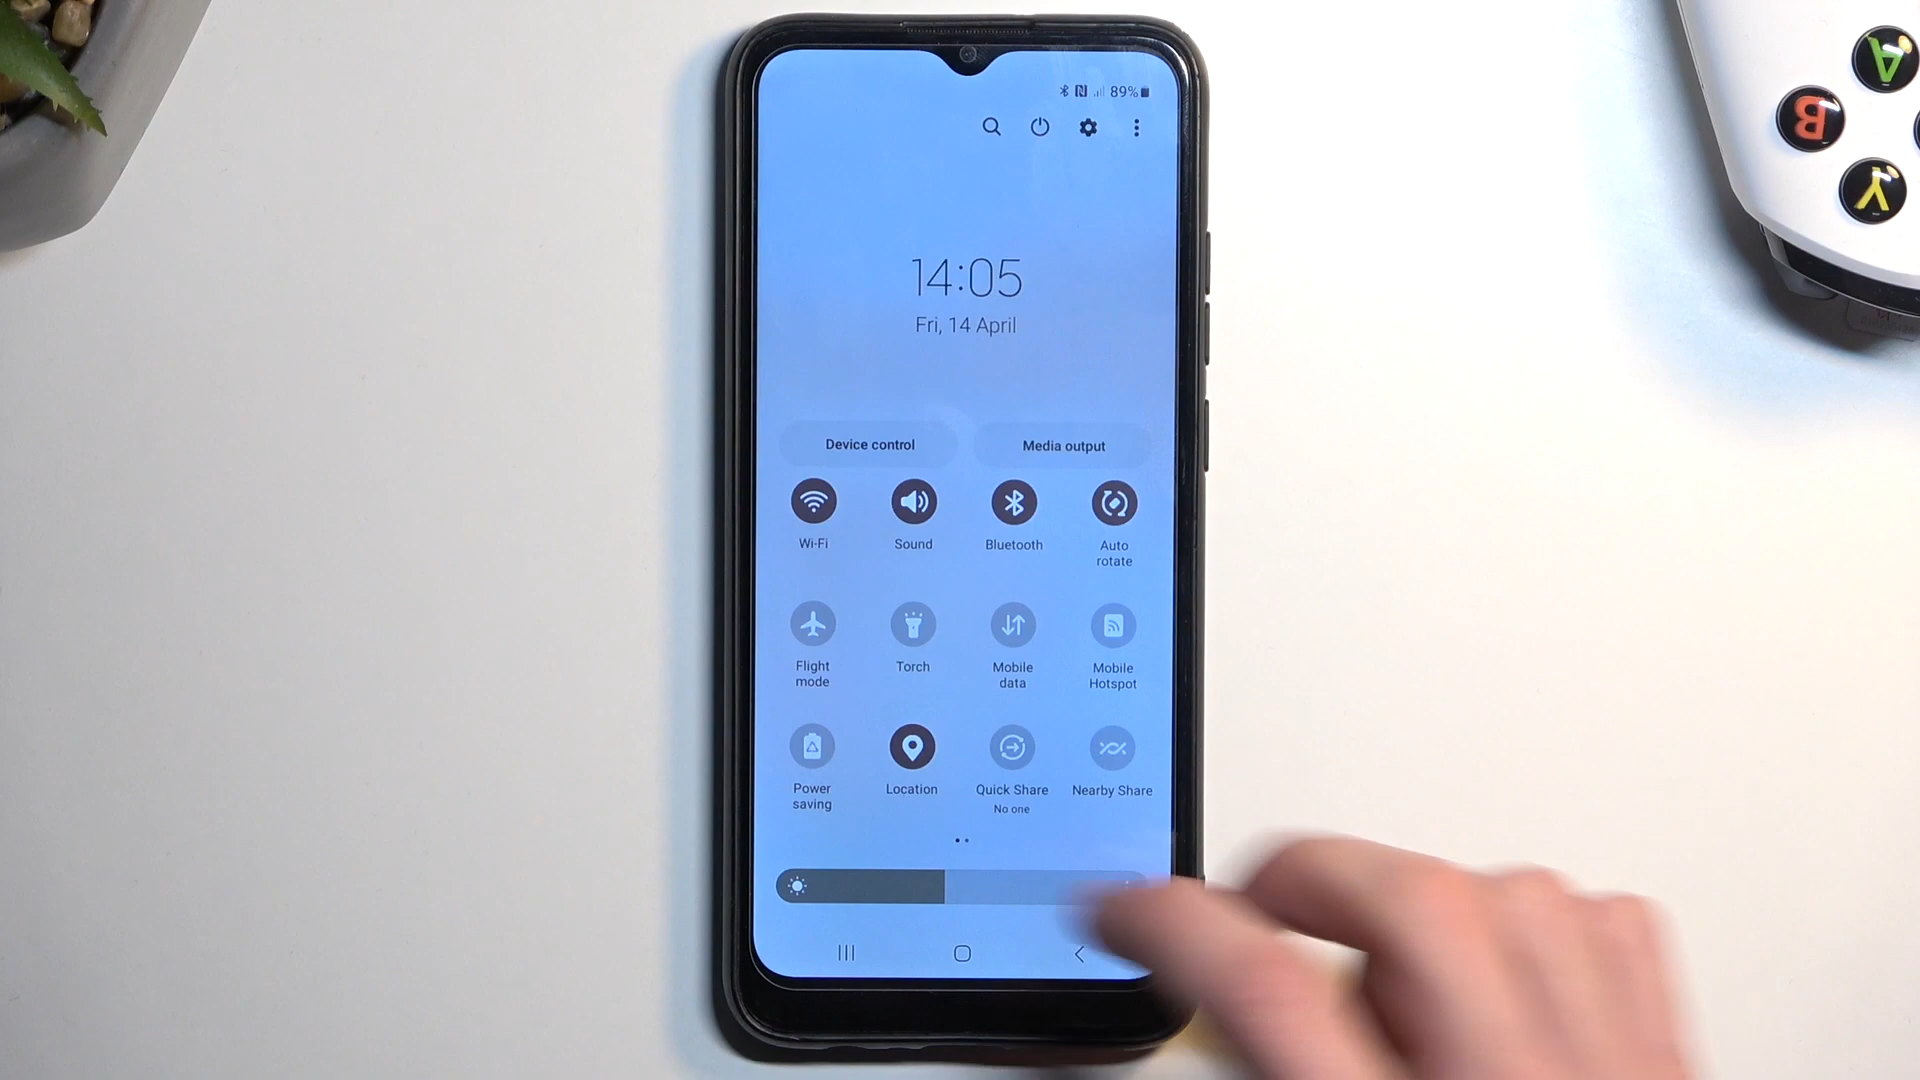 89%
14:05
Fri, 14 April
Device control
Media output
Wi-Fi
Sound
Bluetooth
Auto
rotate
Flight
mode
Torch
Mobile
data
Mobile
Hotspot
Power
saving
Location
Quick Share
No one
Nearby Share
A
B
Y